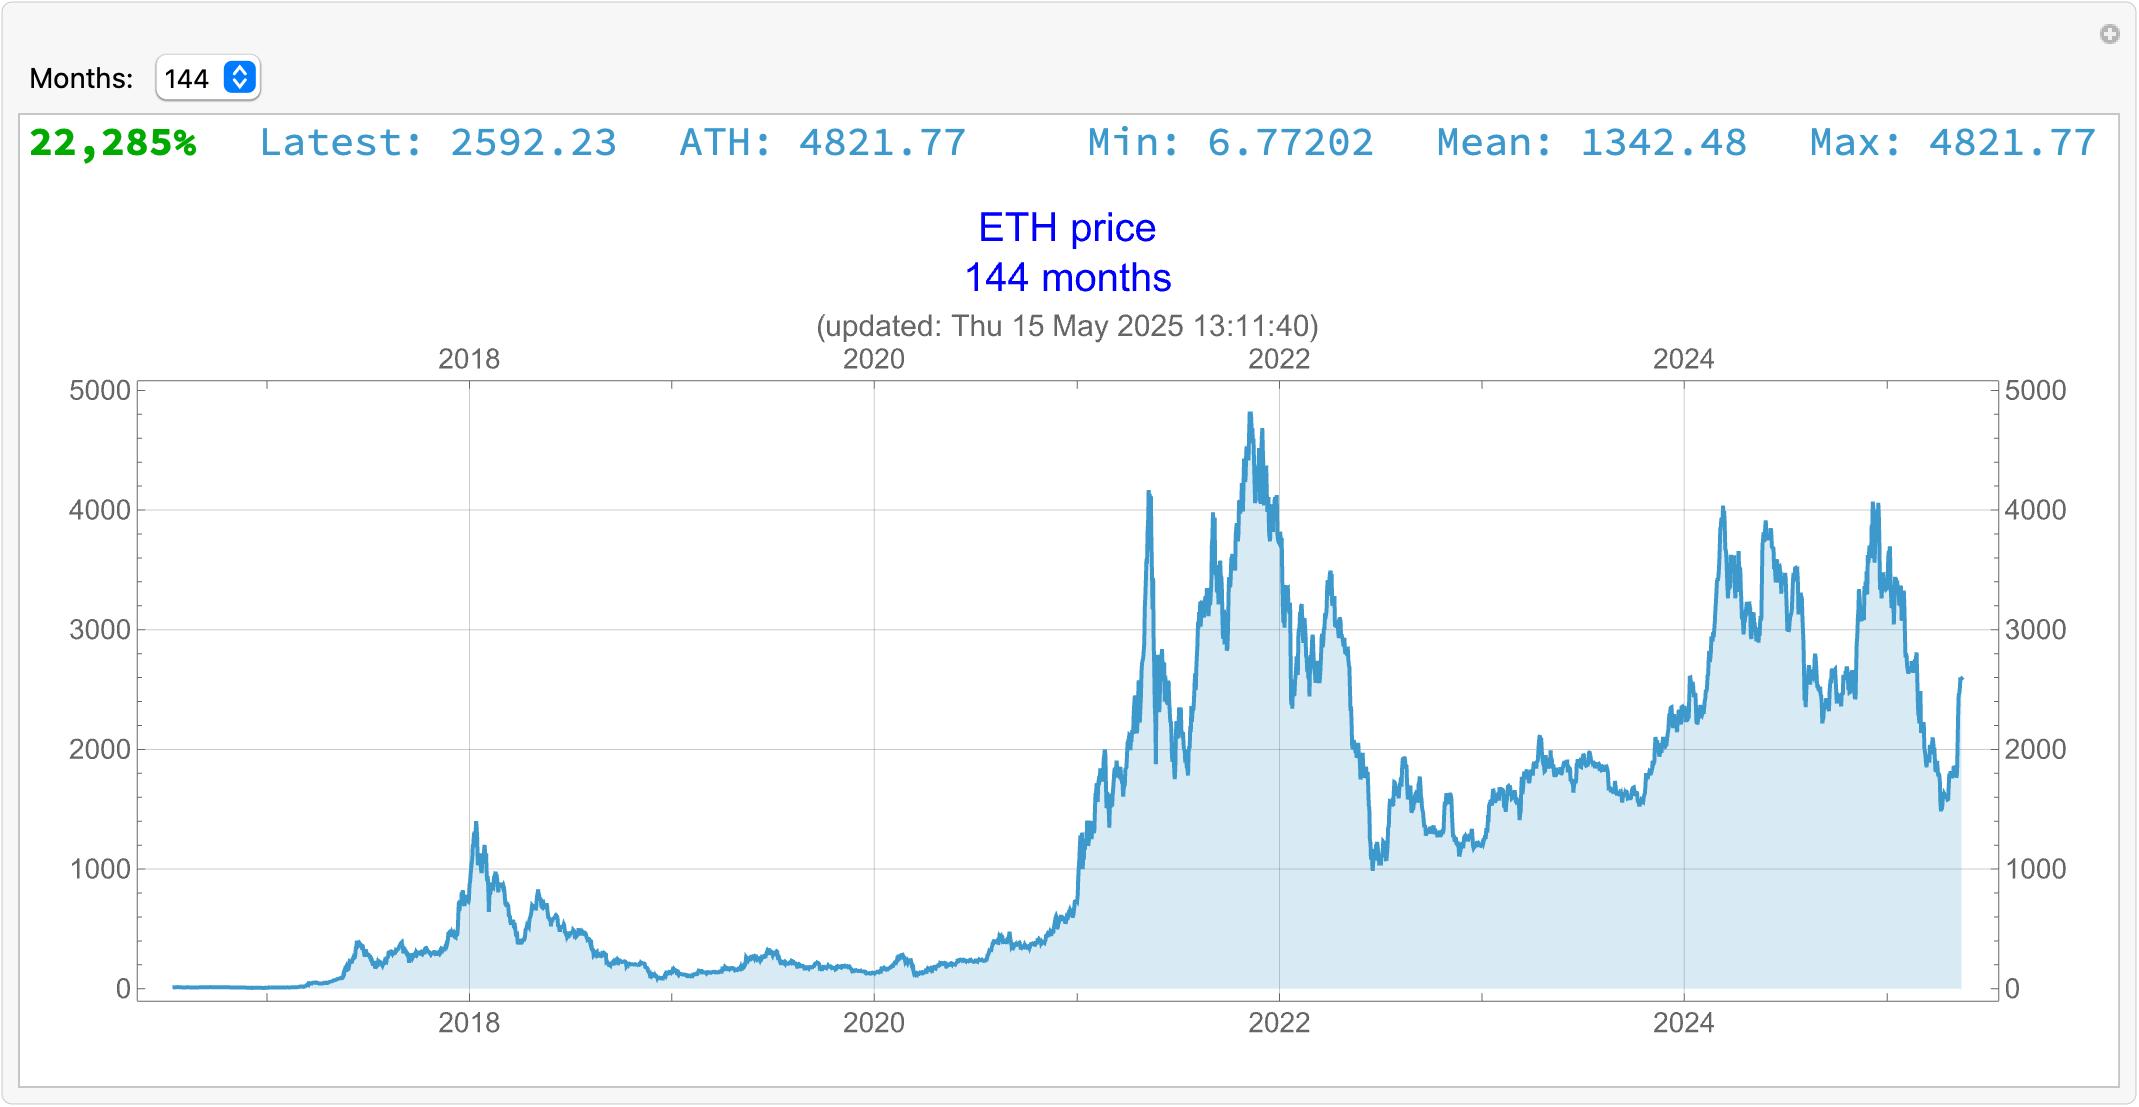 Months: 144
22,285% Latest: 2592.23 ATH: 4821.77 Min: 6.77202 Mean: 1342.48 Max: 4821.77
ETH price
144 months
(updated: Thu 15 May 2025 13:11:40)
2018 2020 2022 2024
5000 5000
4000 4000
3000 3000
2000 2000
1000 1000
0 0
2018 2020 2022 2024